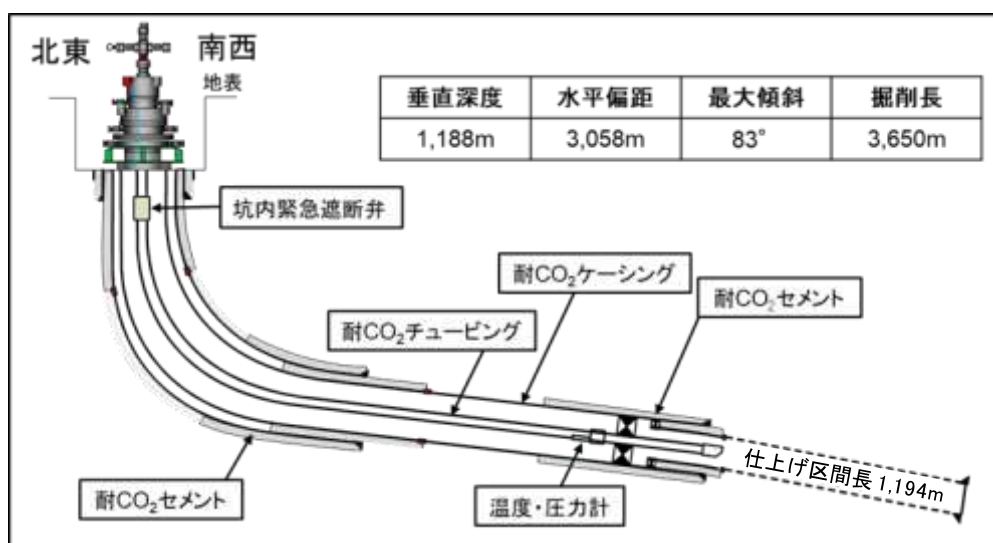 北東
南西
地表
垂直深度 水平偏距 最大傾斜 掘削長
1,188m 3,058m 83° 3,650m
坑内緊急遮断弁
耐CO₂ケーシング
耐CO₂セメント
耐CO₂チュービング
仕上げ区間長 1,194m
耐CO₂セメント
温度・圧力計